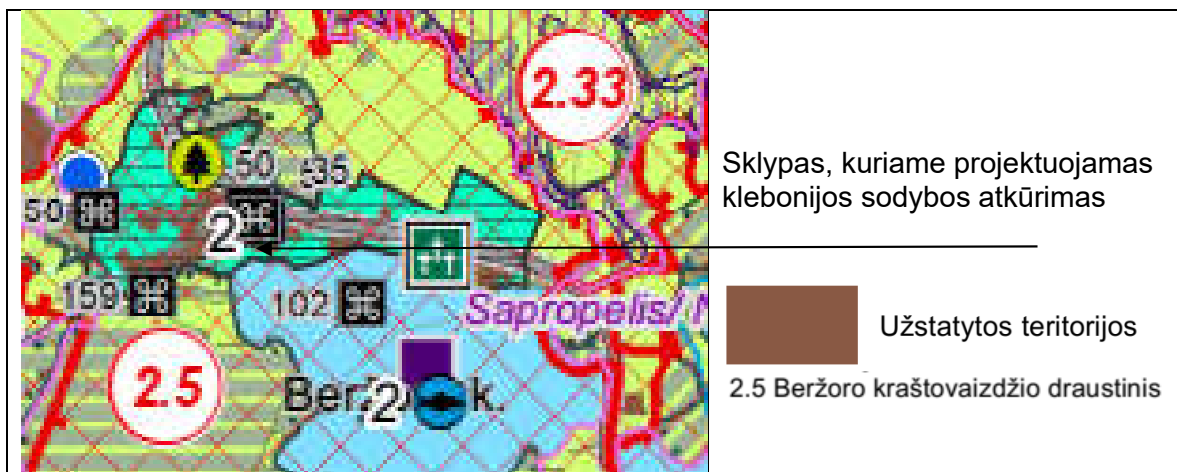 2.33
50
:35
50
2
159
102
Sapropelis/
2.5
2
k.
Sklypas, kuriame projektuojamas
klebonijos sodybos atkūrimas
Užstatytos teritorijos
2.5 Beržoro kraštovaizdžio draustinis